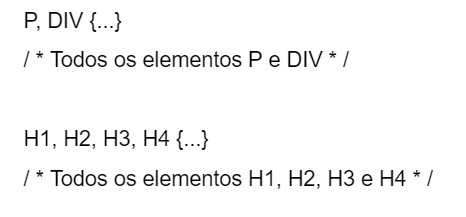 P, DIV {...}
/ * Todos os elementos P e DIV * /
H1, H2, H3, H4 {...}
/ * Todos os elementos H1, H2, H3 e H4 * /